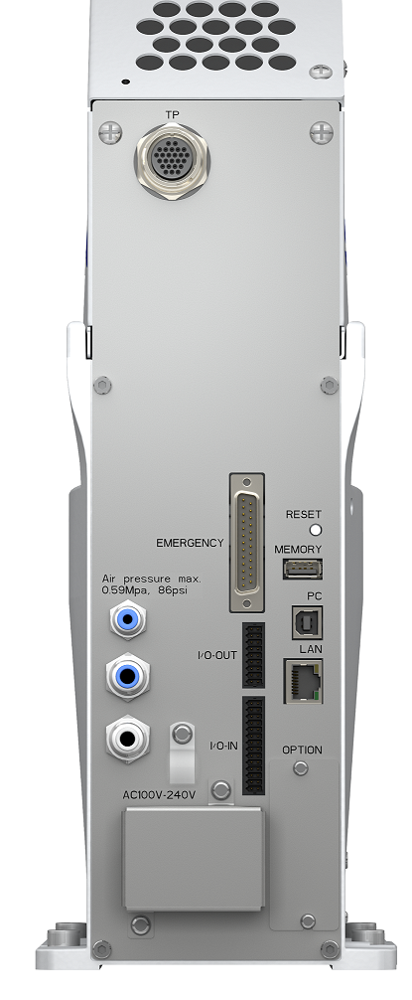 TP
RESET
EMERGENCY
MEMORY
Air pressure max.
0.59Mpa, 86psi
PC
LAN
I/O-OUT
I/O-IN
OPTION
AC100V-240V